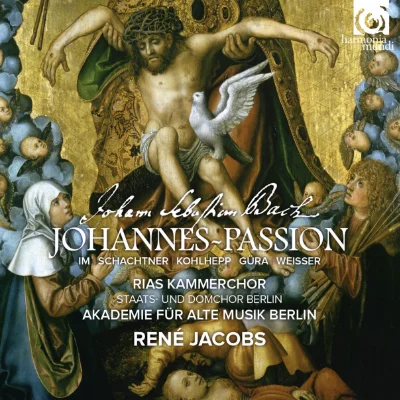 harmonia
mundi
Johann Sebastian Bach
JOHANNES~PASSION
IM SCHACHTNER KOHLHEPP GURA WEISSER
RIAS KAMMERCHOR
STAATS- UND DOMCHOR BERLIN
AKADEMIE FÜR ALTE MUSIK BERLIN
RENÉ JACOBS